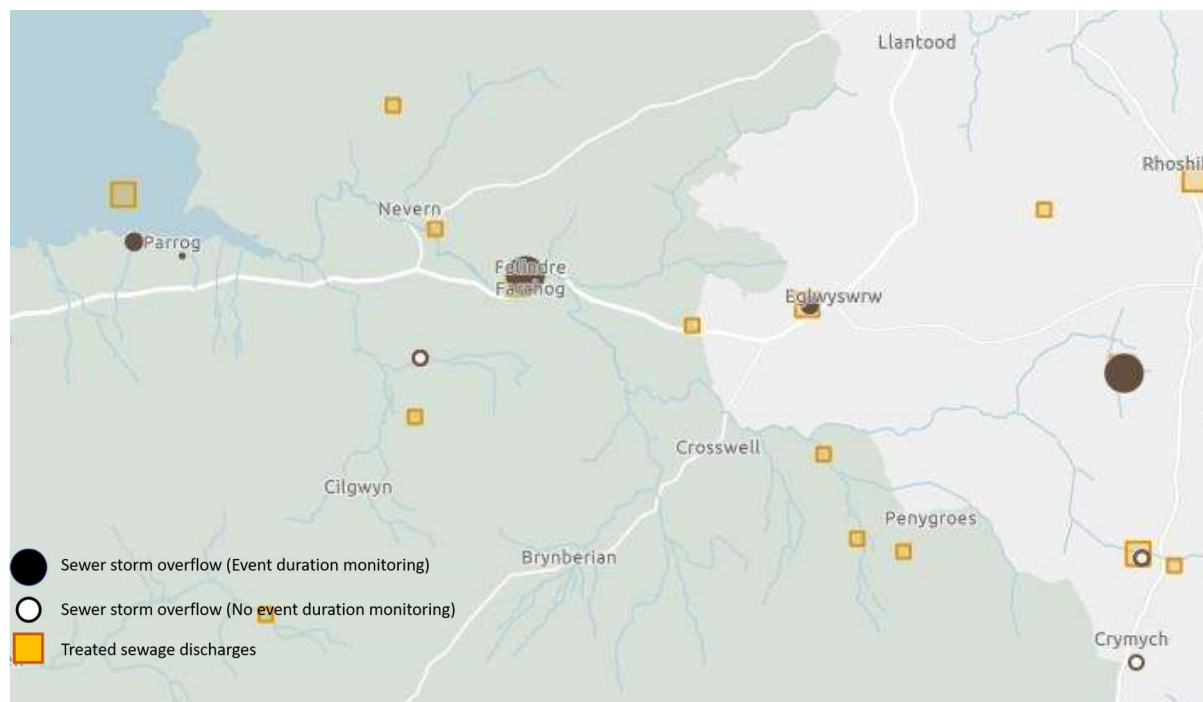 Llantood
Rhoshil
Nevern
Parrog
Felindre
Farchog
Eglwyswrw
Crosswell
Cilgwyn
Penygroes
Brynberian
Sewer storm overflow (Event duration monitoring)
Sewer storm overflow (No event duration monitoring)
Treated sewage discharges
Crymych